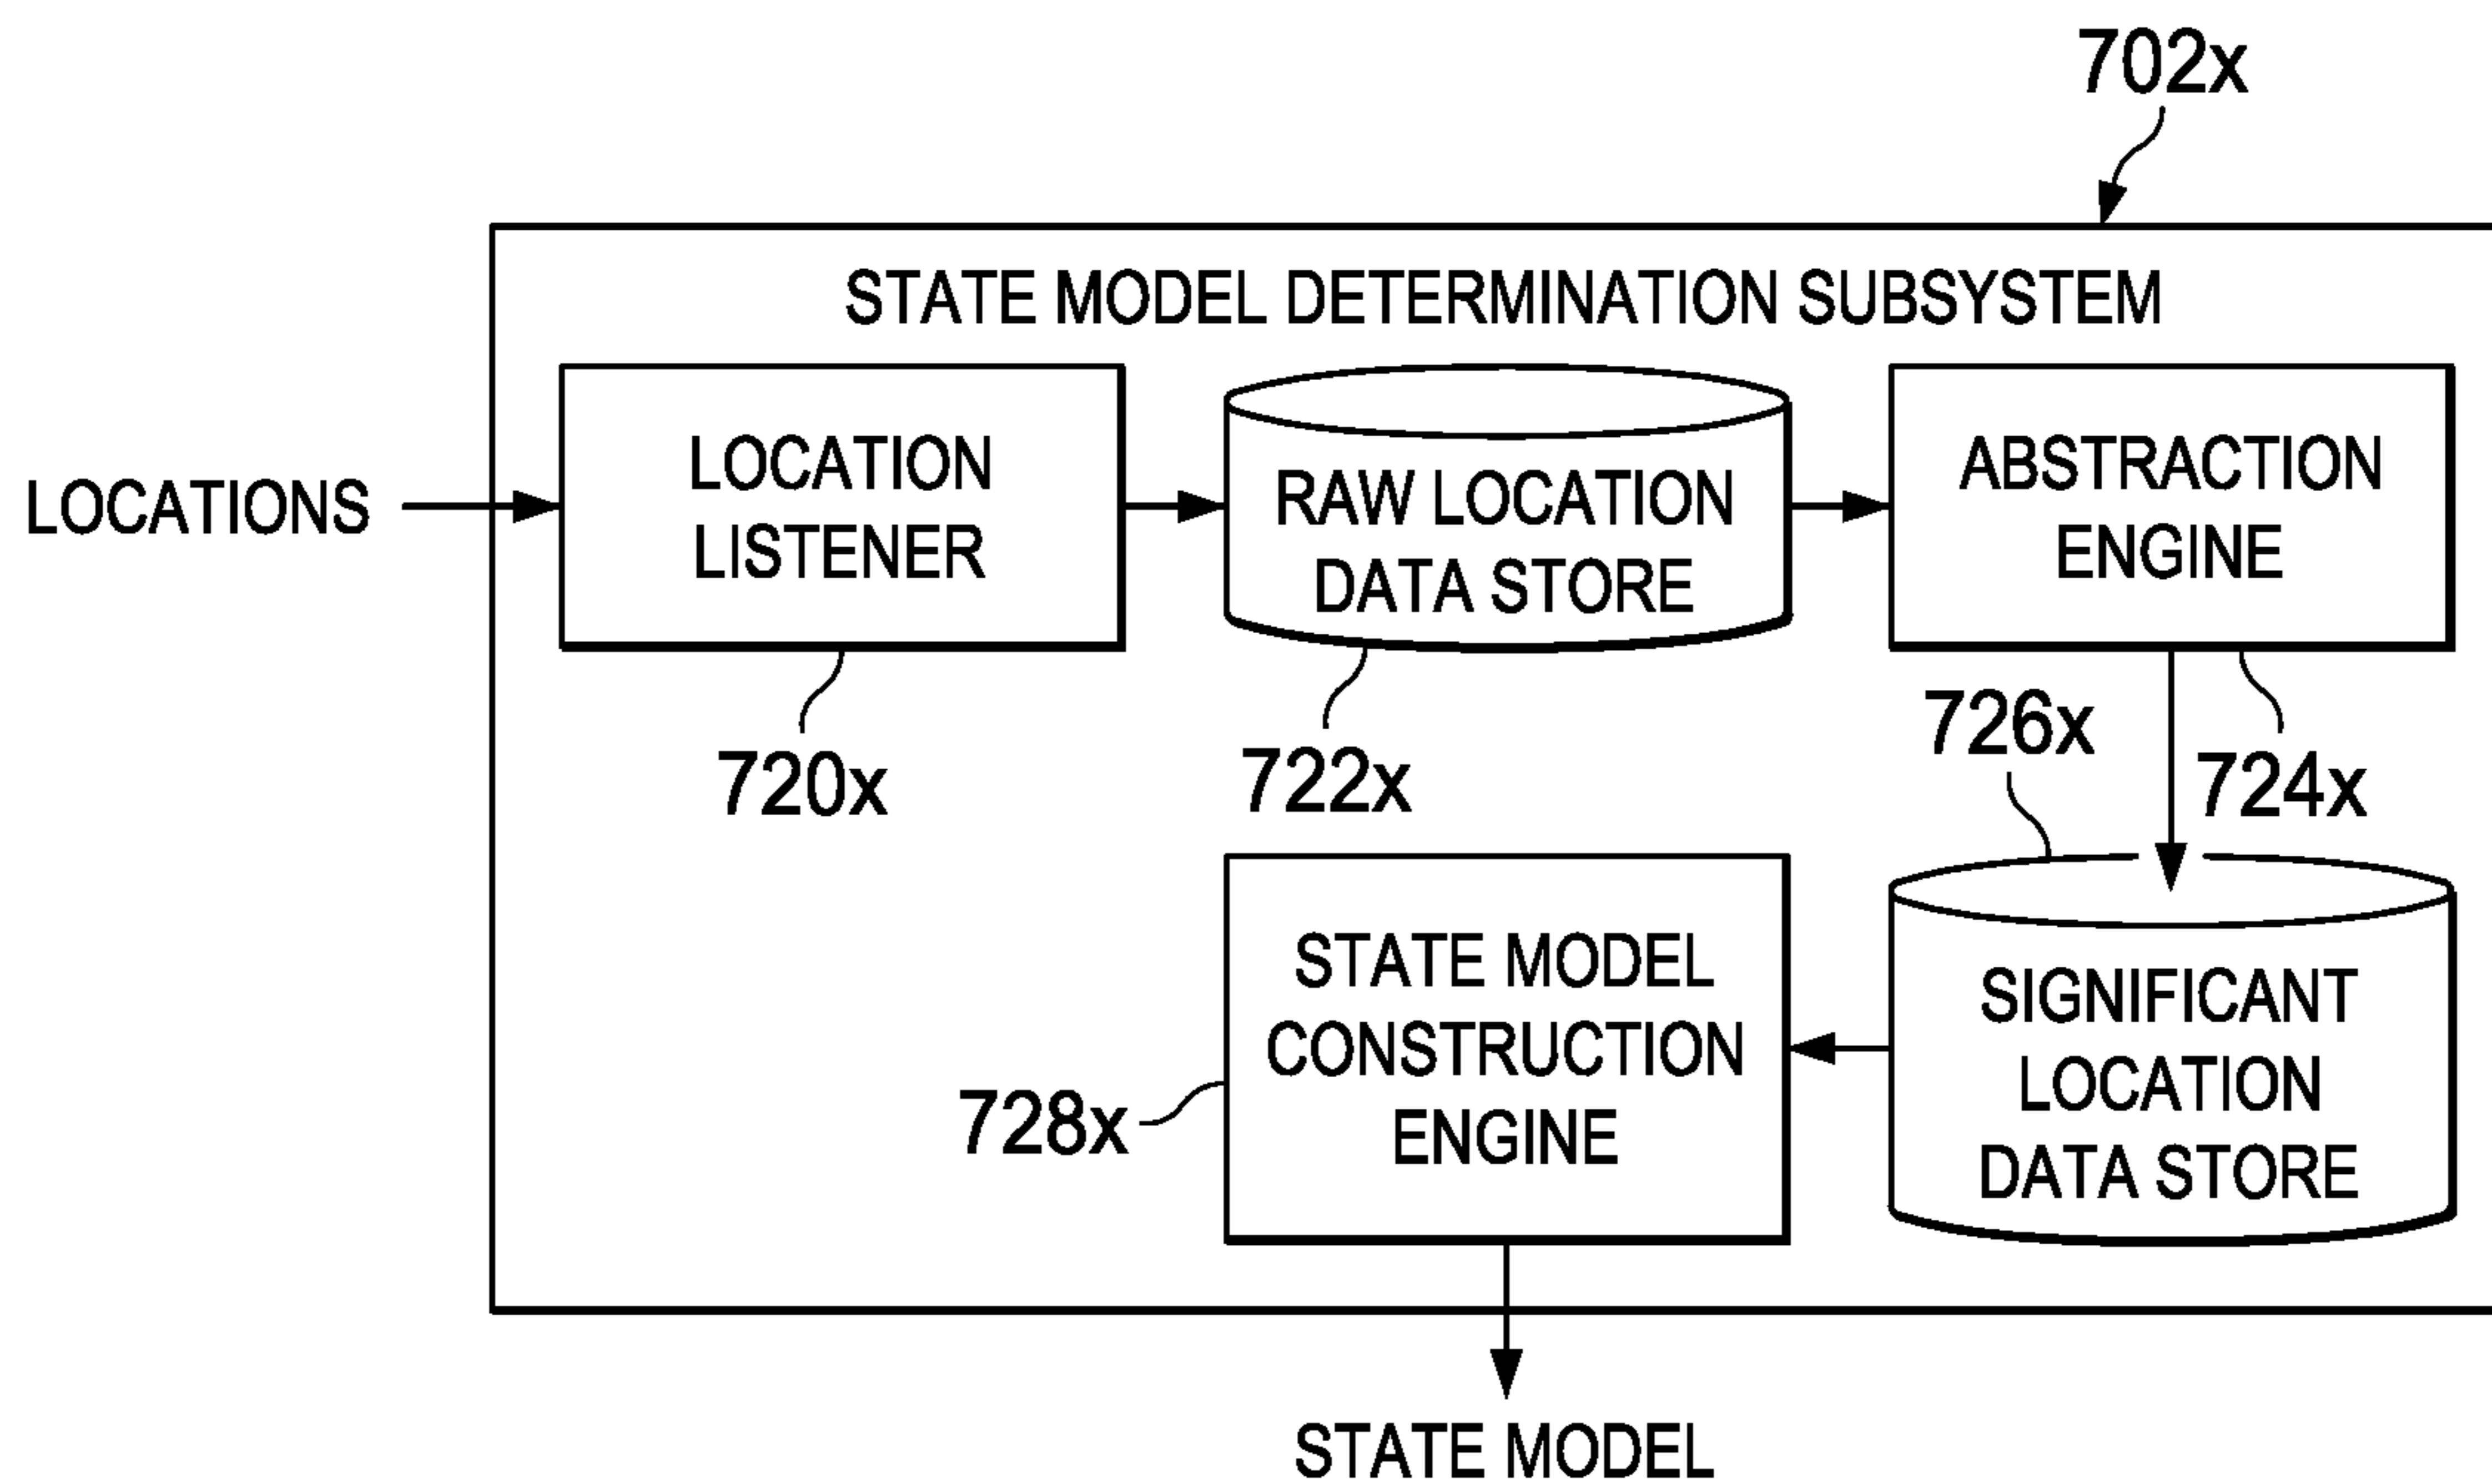 702x
STATE MODEL DETERMINATION SUBSYSTEM
LOCATIONS
LOCATION
LISTENER
720x
RAW LOCATION
DATA STORE
722x
ABSTRACTION
ENGINE
724x
726x
SIGNIFICANT
LOCATION
DATA STORE
STATE MODEL
CONSTRUCTION
ENGINE
728x
STATE MODEL